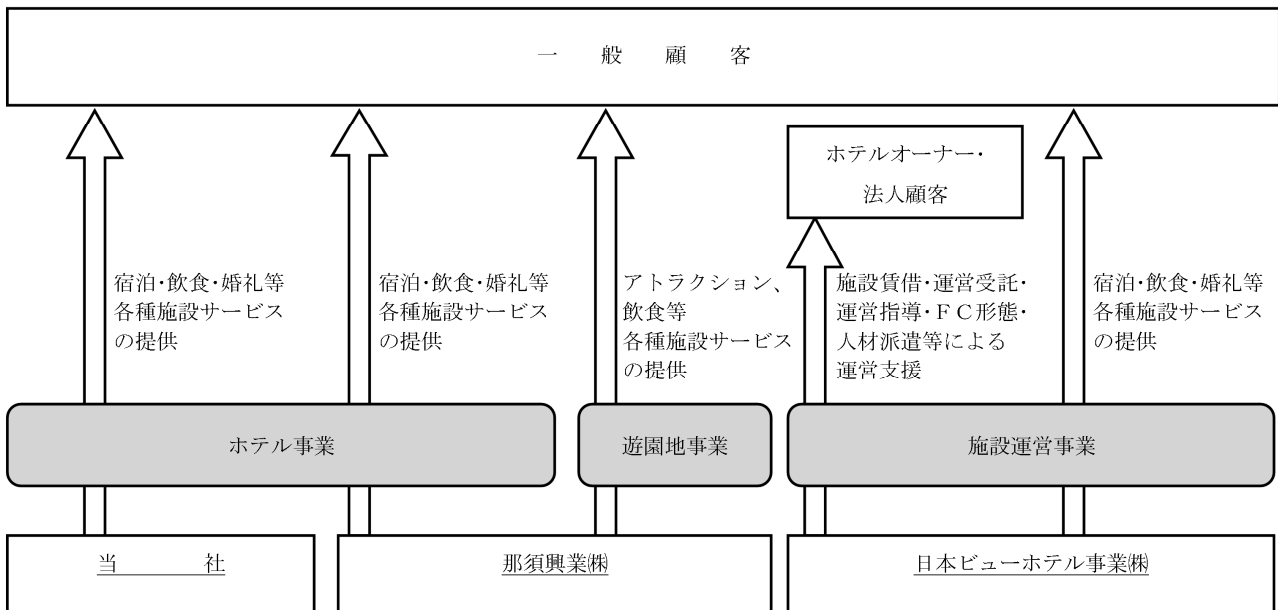 一般顧客
ホテルオーナー・
法人顧客
宿泊・飲食・婚礼等
各種施設サービス
の提供
宿泊・飲食・婚礼等
各種施設サービス
の提供
アトラクション、
飲食等
各種施設サービス
の提供
施設賃借・運営受託・
運営指導・ＦＣ形態・
人材派遣等による
運営支援
宿泊・飲食・婚礼等
各種施設サービス
の提供
ホテル事業
遊園地事業
施設運営事業
当社
那須興業㈱
日本ビューホテル事業㈱